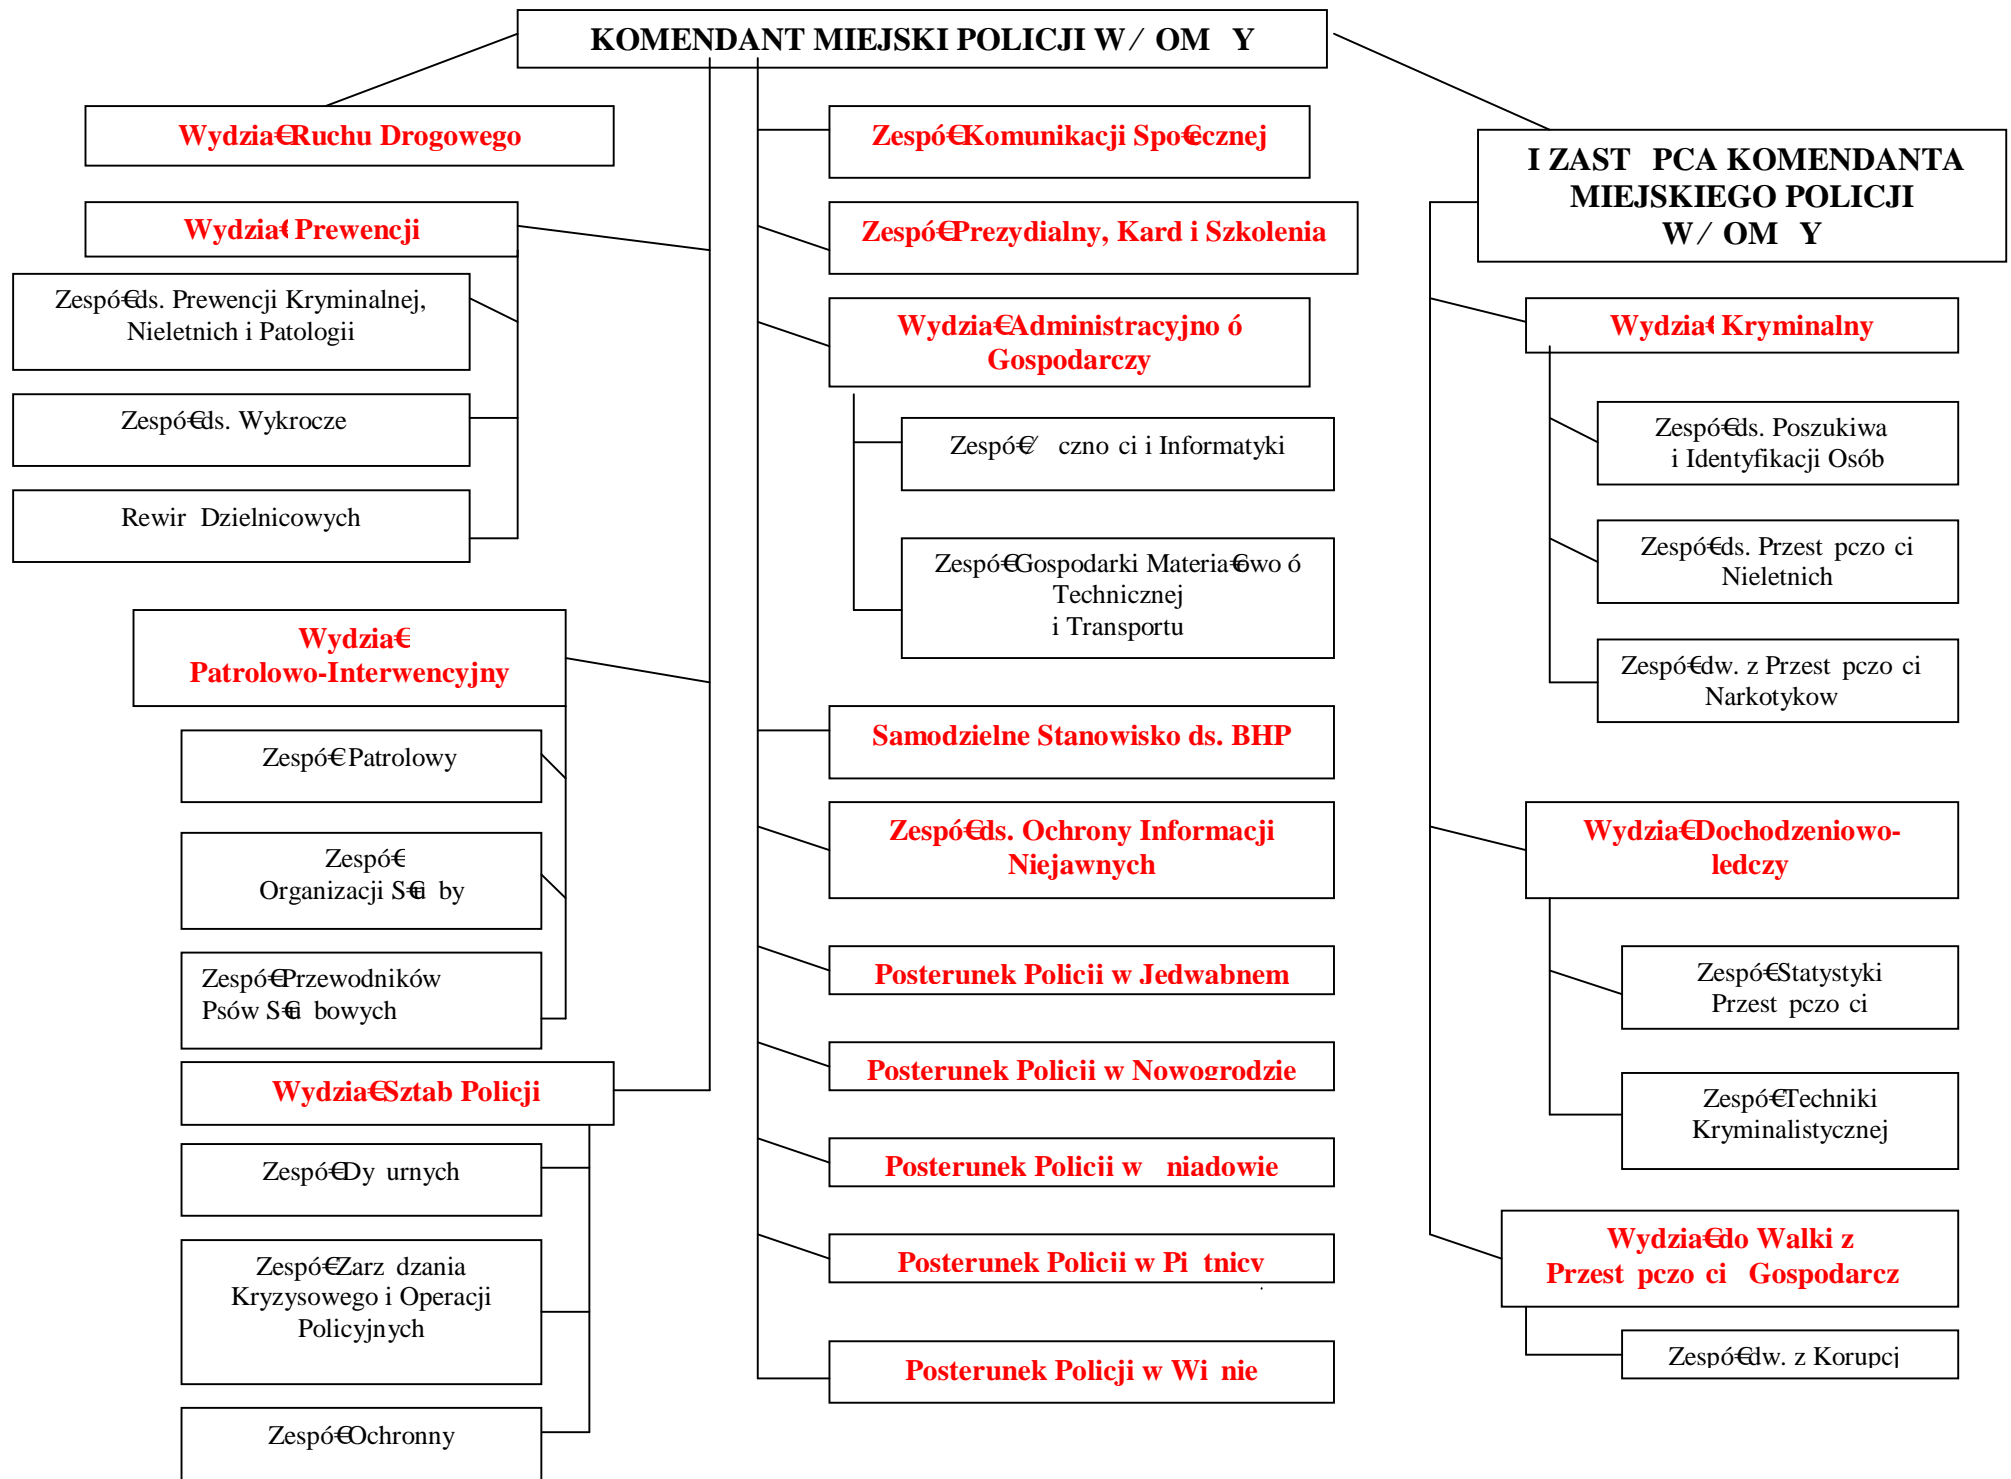 KOMENDANT MIEJSKI POLICJI W ⁄ OM Y
Wydzia€ Ruchu Drogowego
Wydzia€ Prewencji
Zespó€ ds. Prewencji Kryminalnej,
Nieletnich i Patologii
Zespó€ ds. Wykrocze
Rewir Dzielnicowych
Wydzia€
Patrolowo-Interwencyjny
Zespó€ Patrolowy
Zespó€
Organizacji S€u by
Zespó€ Przewodników
Psów S€u bowych
Wydzia€ Sztab Policji
Zespó€ Dy urnych
Zespó€ Zarz dzania
Kryzysowego i Operacji
Policyjnych
Zespó€ Ochronny
Zespó€ Komunikacji Spo€ecznej
Zespó€ Prezydialny, Kard i Szkolenia
Wydzia€ Administracyjno ó
Gospodarczy
Zespó€ ⁄ czno ci i Informatyki
Zespó€ Gospodarki Materia€owo ó
Technicznej
i Transportu
Samodzielne Stanowisko ds. BHP
Zespó€ ds. Ochrony Informacji
Niejawnych
Posterunek Policji w Jedwabnem
Posterunek Policji w Nowogrodzie
Posterunek Policji w niadowie
Posterunek Policji w Pi tnicy
Posterunek Policji w Wi nie
I ZAST PCA KOMENDANTA
MIEJSKIEGO POLICJI
W ⁄ OM Y
Wydzia€ Kryminalny
Zespó€ ds. Poszukiwa
i Identyfikacji Osób
Zespó€ ds. Przest pczo ci
Nieletnich
Zespó€ dw. z Przest pczo ci
Narkotykow
Wydzia€ Dochodzeniowo-
ledczy
Zespó€ Statystyki
Przest pczo ci
Zespó€ Techniki
Kryminalistycznej
Wydzia€ do Walki z
Przest pczo ci Gospodarcz
Zespó€ dw. z Korupcj